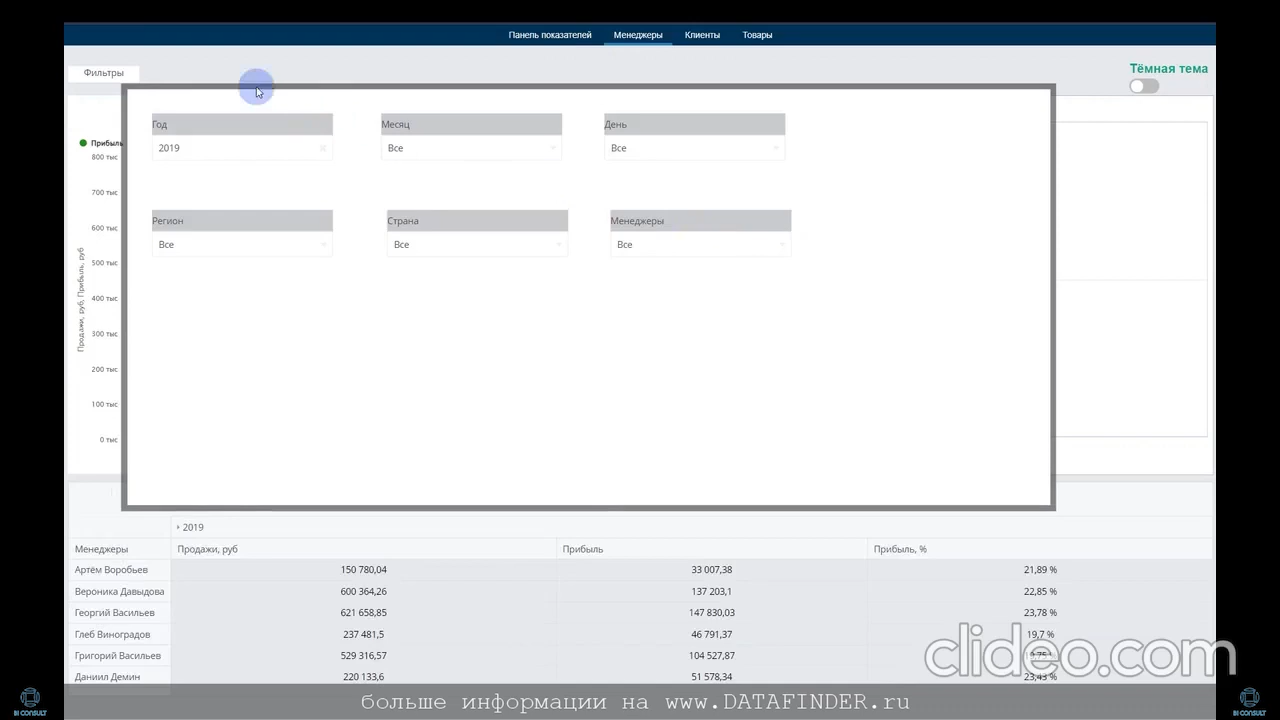 Панель показателей Менеджеры Клиенты Товары
Фильтры
Тёмная тема
Год Месяц День
2019 Все Все
Регион Страна Менеджеры
Все Все Все
Прибыль
800 тыс
700 тыс
600 тыс
500 тыс
400 тыс
300 тыс
200 тыс
100 тыс
0 тыс
Продажи, руб, Прибыль, руб
2019
Менеджеры Продажи, руб Прибыль Прибыль, %
Артём Воробьев 150 780,04 33 007,38 21,89 %
Вероника Давыдова 600 364,26 137 203,1 22,85 %
Георгий Васильев 621 658,85 147 830,03 23,78 %
Глеб Виноградов 237 481,5 46 791,37 19,7 %
Григорий Васильев 529 316,57 104 527,87 19,75 %
Даниил Демин 220 133,6 51 578,34 23,43 %
clideo.com
больше информации на www.DATAFINDER.ru
BI CONSULT BI CONSULT